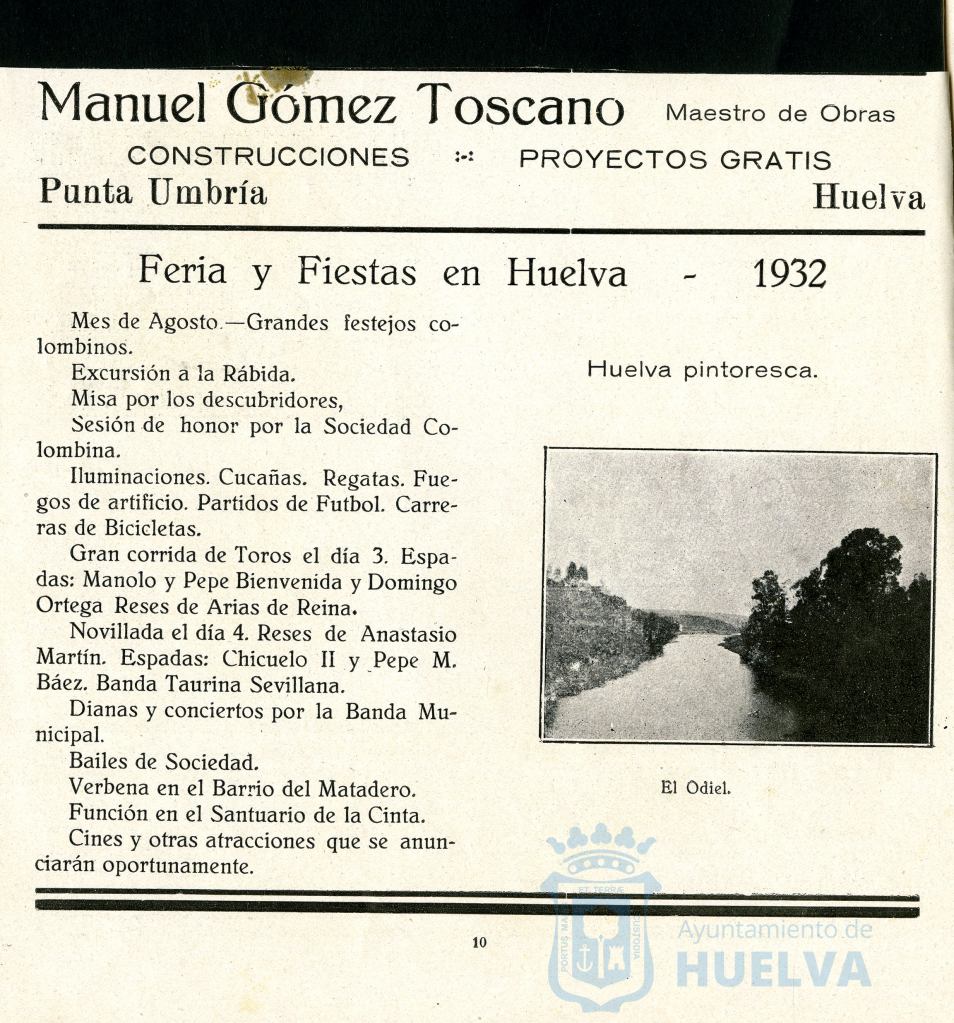 Manuel Gómez Toscano Maestro de Obras
CONSTRUCCIONES :-: PROYECTOS GRATIS
Punta Umbría Huelva
Feria y Fiestas en Huelva - 1932
Mes de Agosto.—Grandes festejos co-
lombinos.
Excursión a la Rábida.
Misa por los descubridores,
Sesión de honor por la Sociedad Co-
lombina.
Iluminaciones. Cucañas. Regatas. Fue-
gos de artificio. Partidos de Futbol. Carre-
ras de Bicicletas.
Gran corrida de Toros el día 3. Espa-
das: Manolo y Pepe Bienvenida y Domingo
Ortega Reses de Arias de Reina.
Novillada el día 4. Reses de Anastasio
Martín. Espadas: Chicuelo II y Pepe M.
Báez. Banda Taurina Sevillana.
Dianas y conciertos por la Banda Mu-
nicipal.
Bailes de Sociedad.
Verbena en el Barrio del Matadero.
Función en el Santuario de la Cinta.
Cines y otras atracciones que se anun-
ciarán oportunamente.
Huelva pintoresca.
El Odiel.
10
PORTUS MA
ET TERRÆ
CUSTODIA
Ayuntamiento de
HUELVA